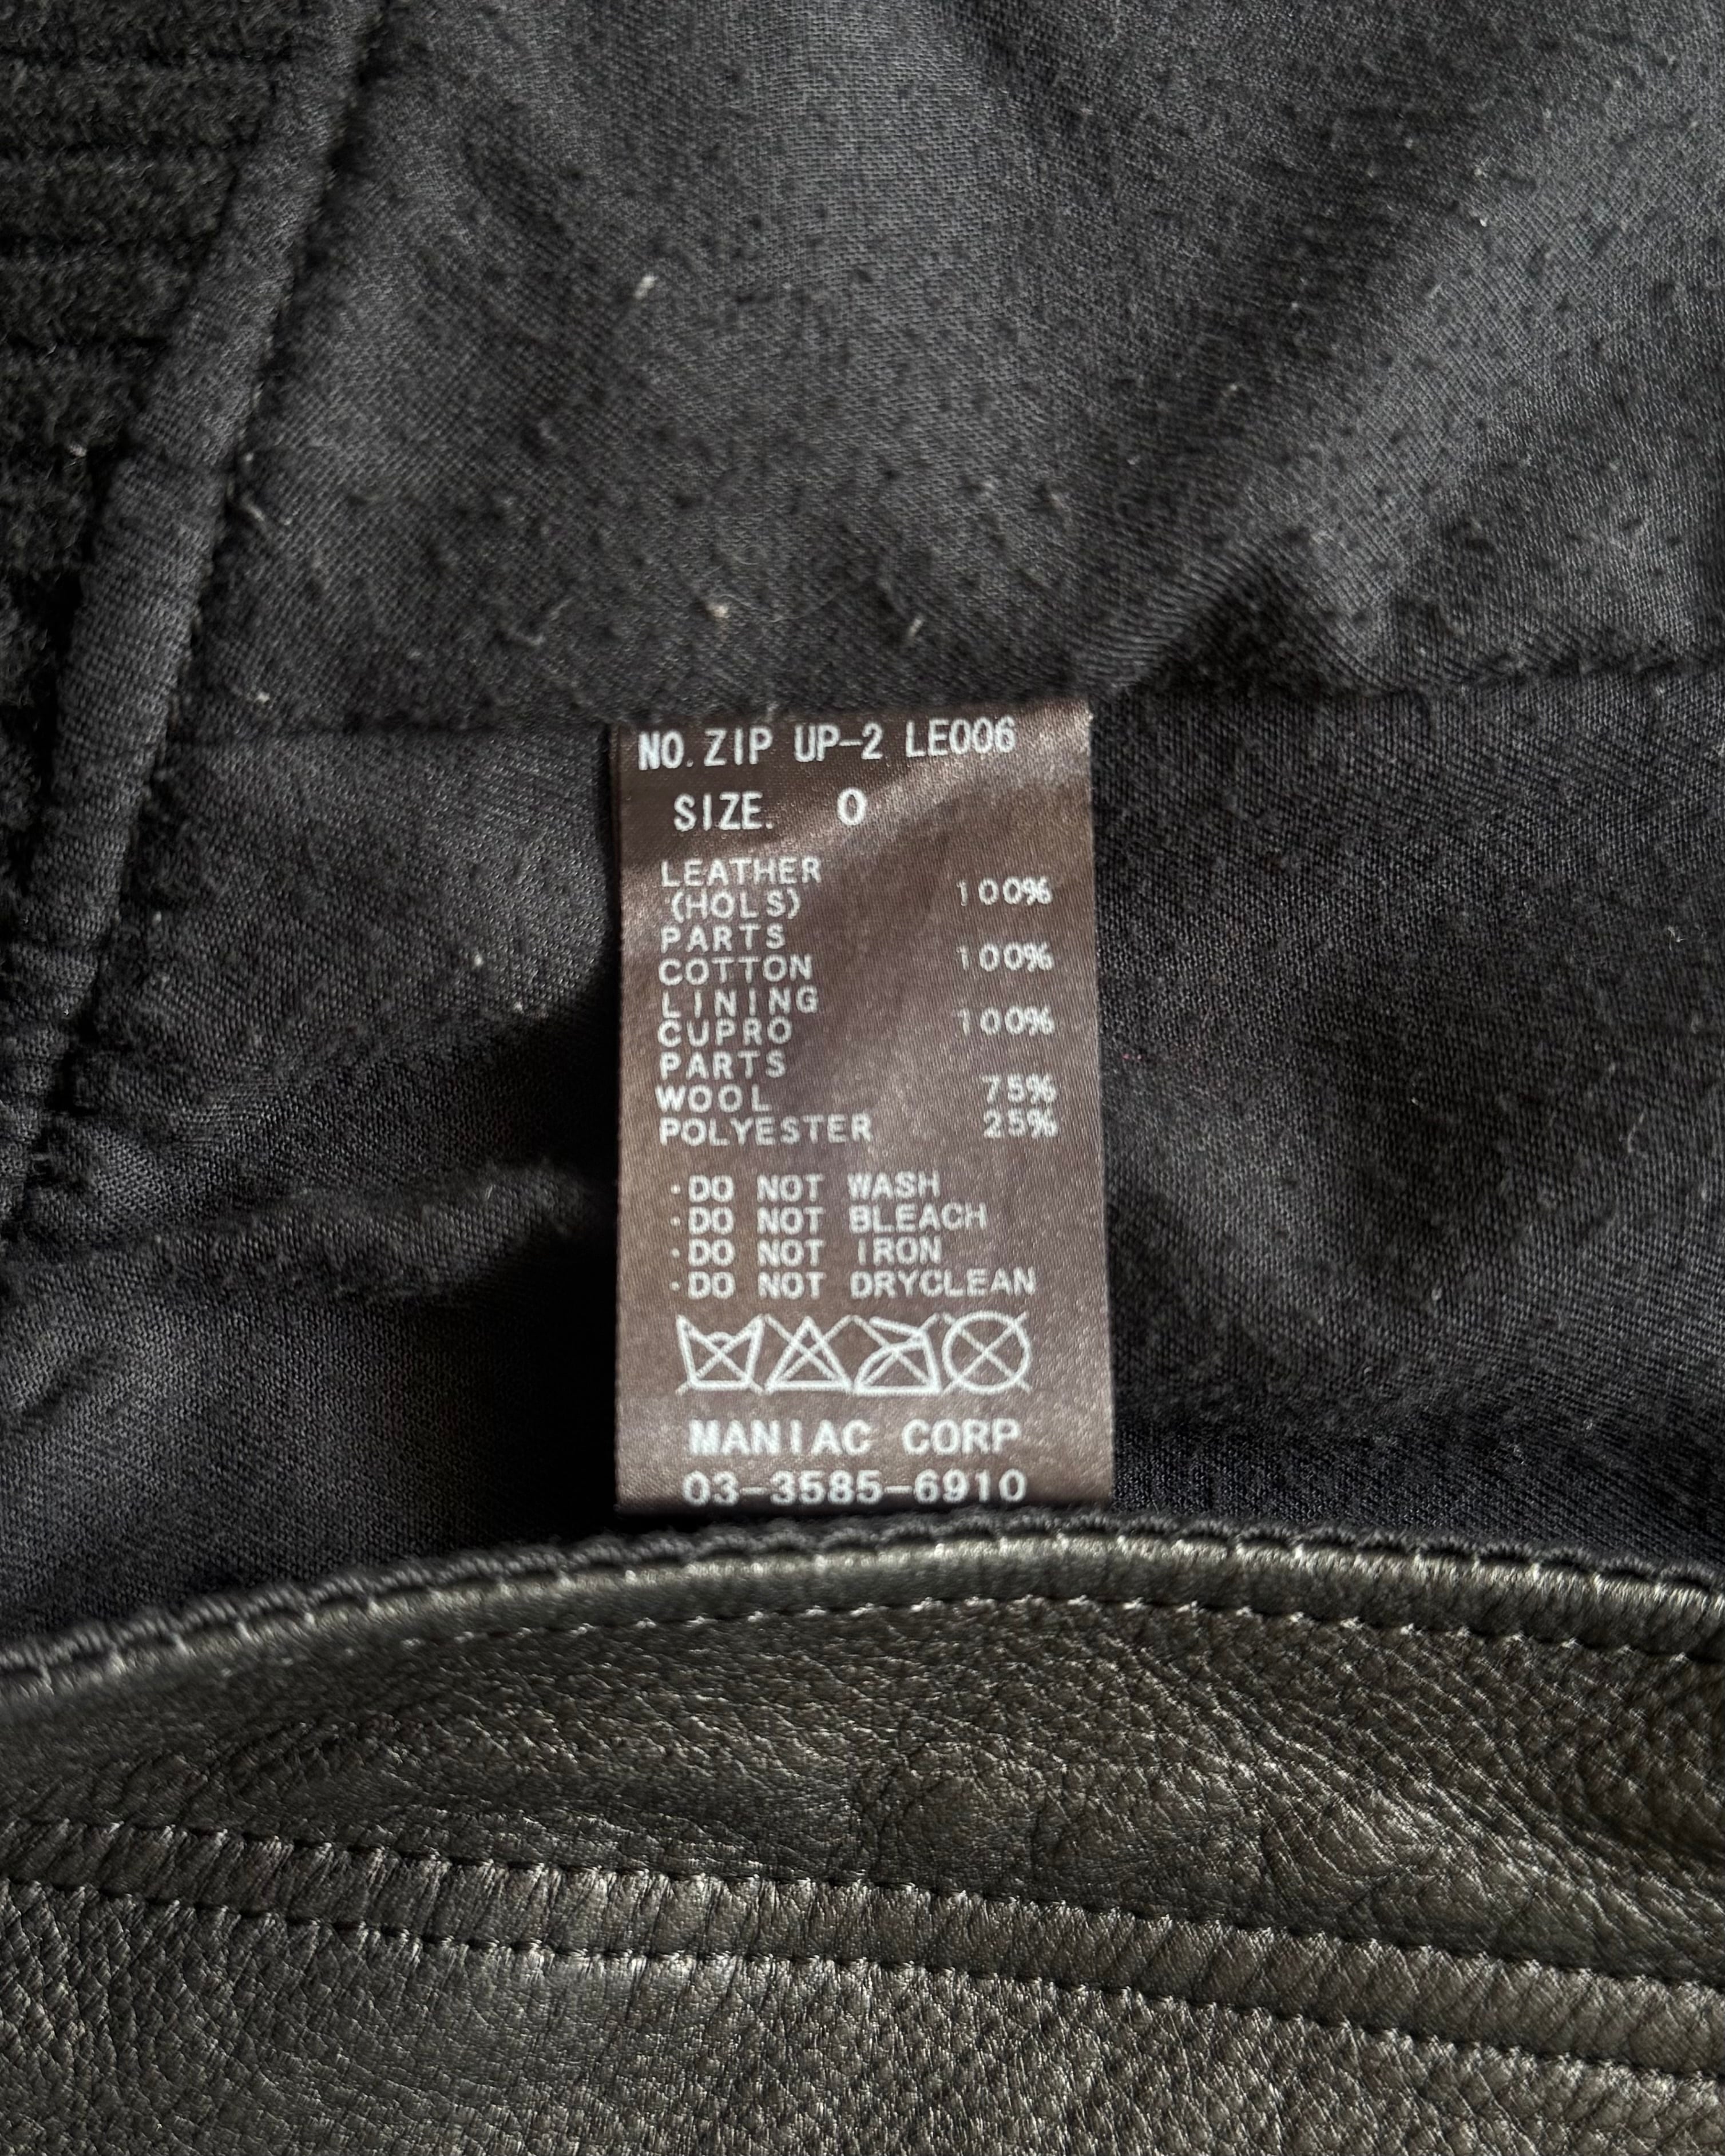 NO. ZIP UP-2 LE006
SIZE. 0
LEATHER
(HOLS) 100%
PARTS
COTTON 100%
LINING
CUPRO 100%
PARTS
WOOL 75%
POLYESTER 25%
·DO NOT WASH
·DO NOT BLEACH
·DO NOT IRON
·DO NOT DRYCLEAN
MANIAC CORP
03-3585-6910